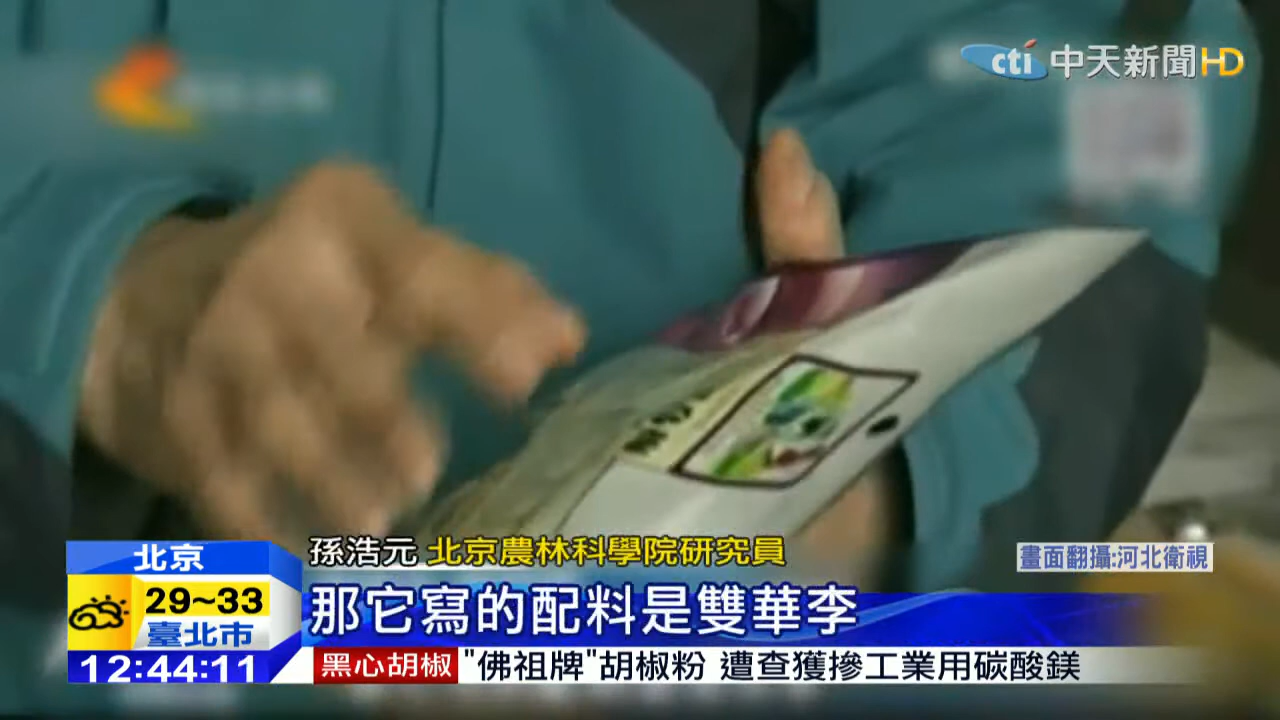 cti 中天新聞HD
孫浩元 北京農林科學院研究員
畫面翻攝:河北衛視
北京
29~33
臺北市
12:44:11
那它寫的配料是雙華李
黑心胡椒 "佛祖牌"胡椒粉 遭查獲摻工業用碳酸鎂